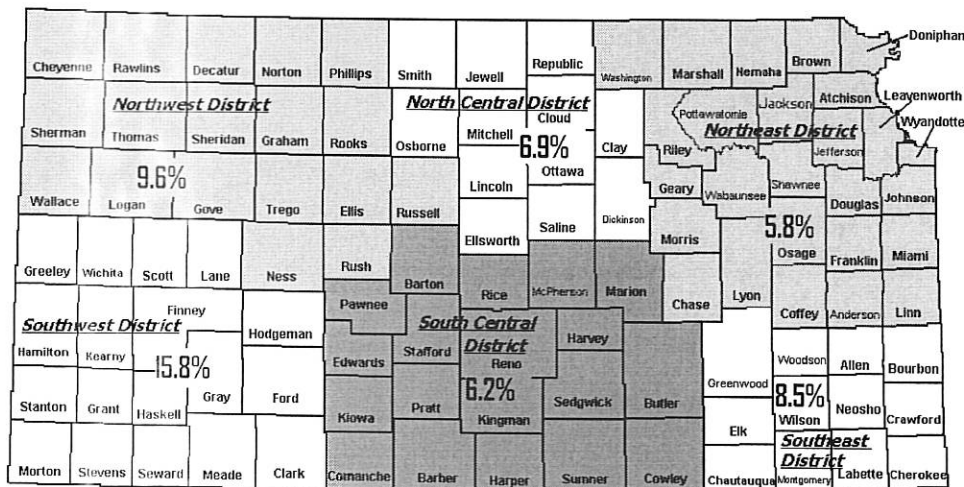 Doniphan
Cheyenne Rawlins Decatur Norton Phillips Smith Jewell Republic Washington Marshall Nemaha Brown
Northwest District North Central District Cloud Pottawatomie Jackson Atchison Leavenworth
Northeast District Wyandotte
Sherman Thomas Sheridan Graham Rooks Osborne Mitchell 6.9% Ottawa Clay Riley Jefferson
9.6% Lincoln Geary Wabaunsee Shawnee Douglas Johnson
Wallace Logan Gove Trego Ellis Russell Ellsworth Saline Dickinson Morris 5.8% Osage Franklin Miami
Greeley Wichita Scott Lane Ness Rush Barton Rice McPherson Marion Chase Lyon Coffey Anderson Linn
Finney Pawnee
Southwest District Hodgeman South Central District Harvey
Hamilton Kearny 15.8% Edwards Stafford Reno Woodson Allen Bourbon
Stanton Grant Haskell Gray Ford Kiowa Pratt 6.2% Kingman Sedgwick Butler Greenwood 8.5% Wilson Neosho Crawford
Elk Southeast District
Morton Stevens Seward Meade Clark Comanche Barber Harper Sumner Cowley Chautauqua Montgomery Labette Cherokee